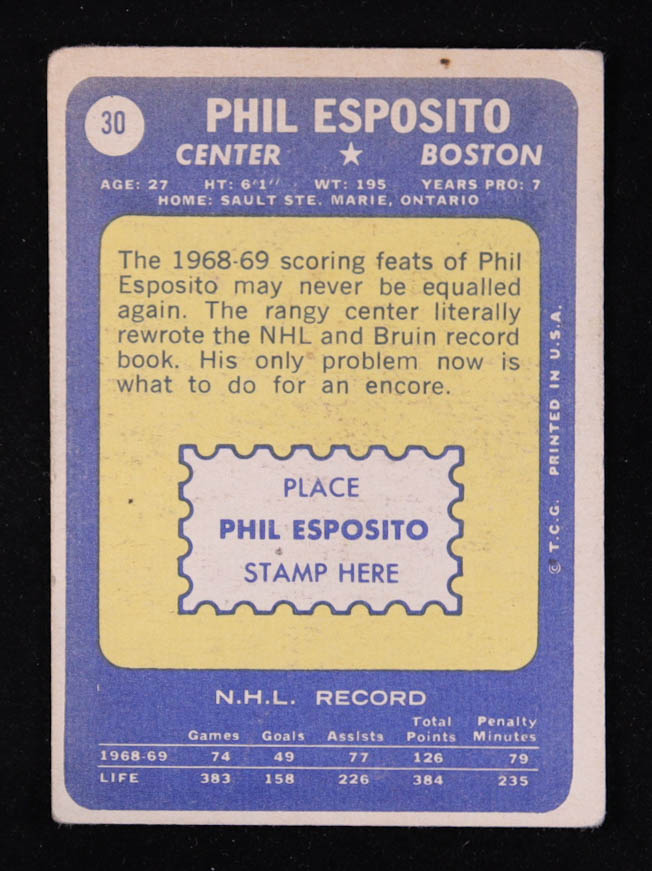 30
PHIL ESPOSITO
CENTER ★ BOSTON
AGE: 27 HT: 6'1" WT: 195 YEARS PRO: 7
HOME: SAULT STE. MARIE, ONTARIO
The 1968-69 scoring feats of Phil
Esposito may never be equalled
again. The rangy center literally
rewrote the NHL and Bruin record
book. His only problem now is
what to do for an encore.
PLACE
PHIL ESPOSITO
STAMP HERE
© T.C.G. PRINTED IN U.S.A.
N.H.L. RECORD
Games Goals Assists Total Points Penalty Minutes
1968-69 74 49 77 126 79
LIFE 383 158 226 384 235